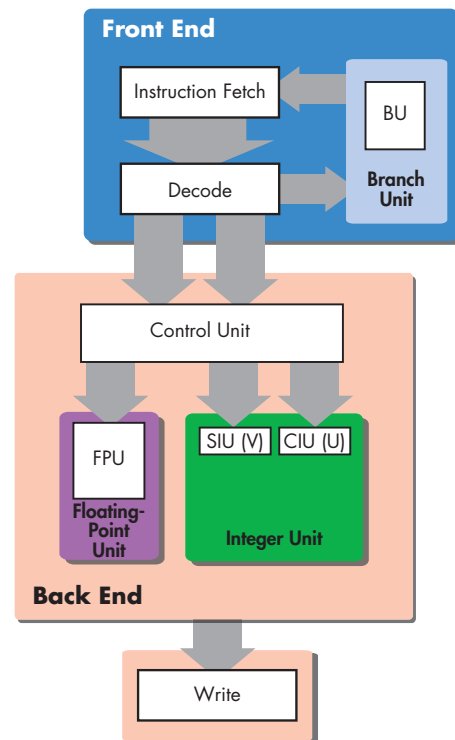 Front End
Instruction Fetch
BU
Decode
Branch
Unit
Control Unit
FPU
SIU (V)
CIU (U)
Floating-
Point
Unit
Integer Unit
Back End
Write